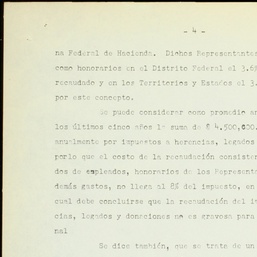 - 4 -
na Federal de Hacienda. Dichos Representantes
como honorarios en el Distrito Federal el 3.
recaudado y en los Territorios y Estados el 3.
por este concepto.
Se puede considerar como promedio an
los últimos cinco años la suma de $ 4,500,000.
anualmente por impuestos a herencias, legados
porlo que el costo de la recaudación consisten
dos de empleados, honorarios de los Represent
demás gastos, no llega al 8% del impuesto, en
cual debe concluirse que la recaudación del i
cias, legados y donaciones no es gravosa para
nal
Se dice también, que se trata de un